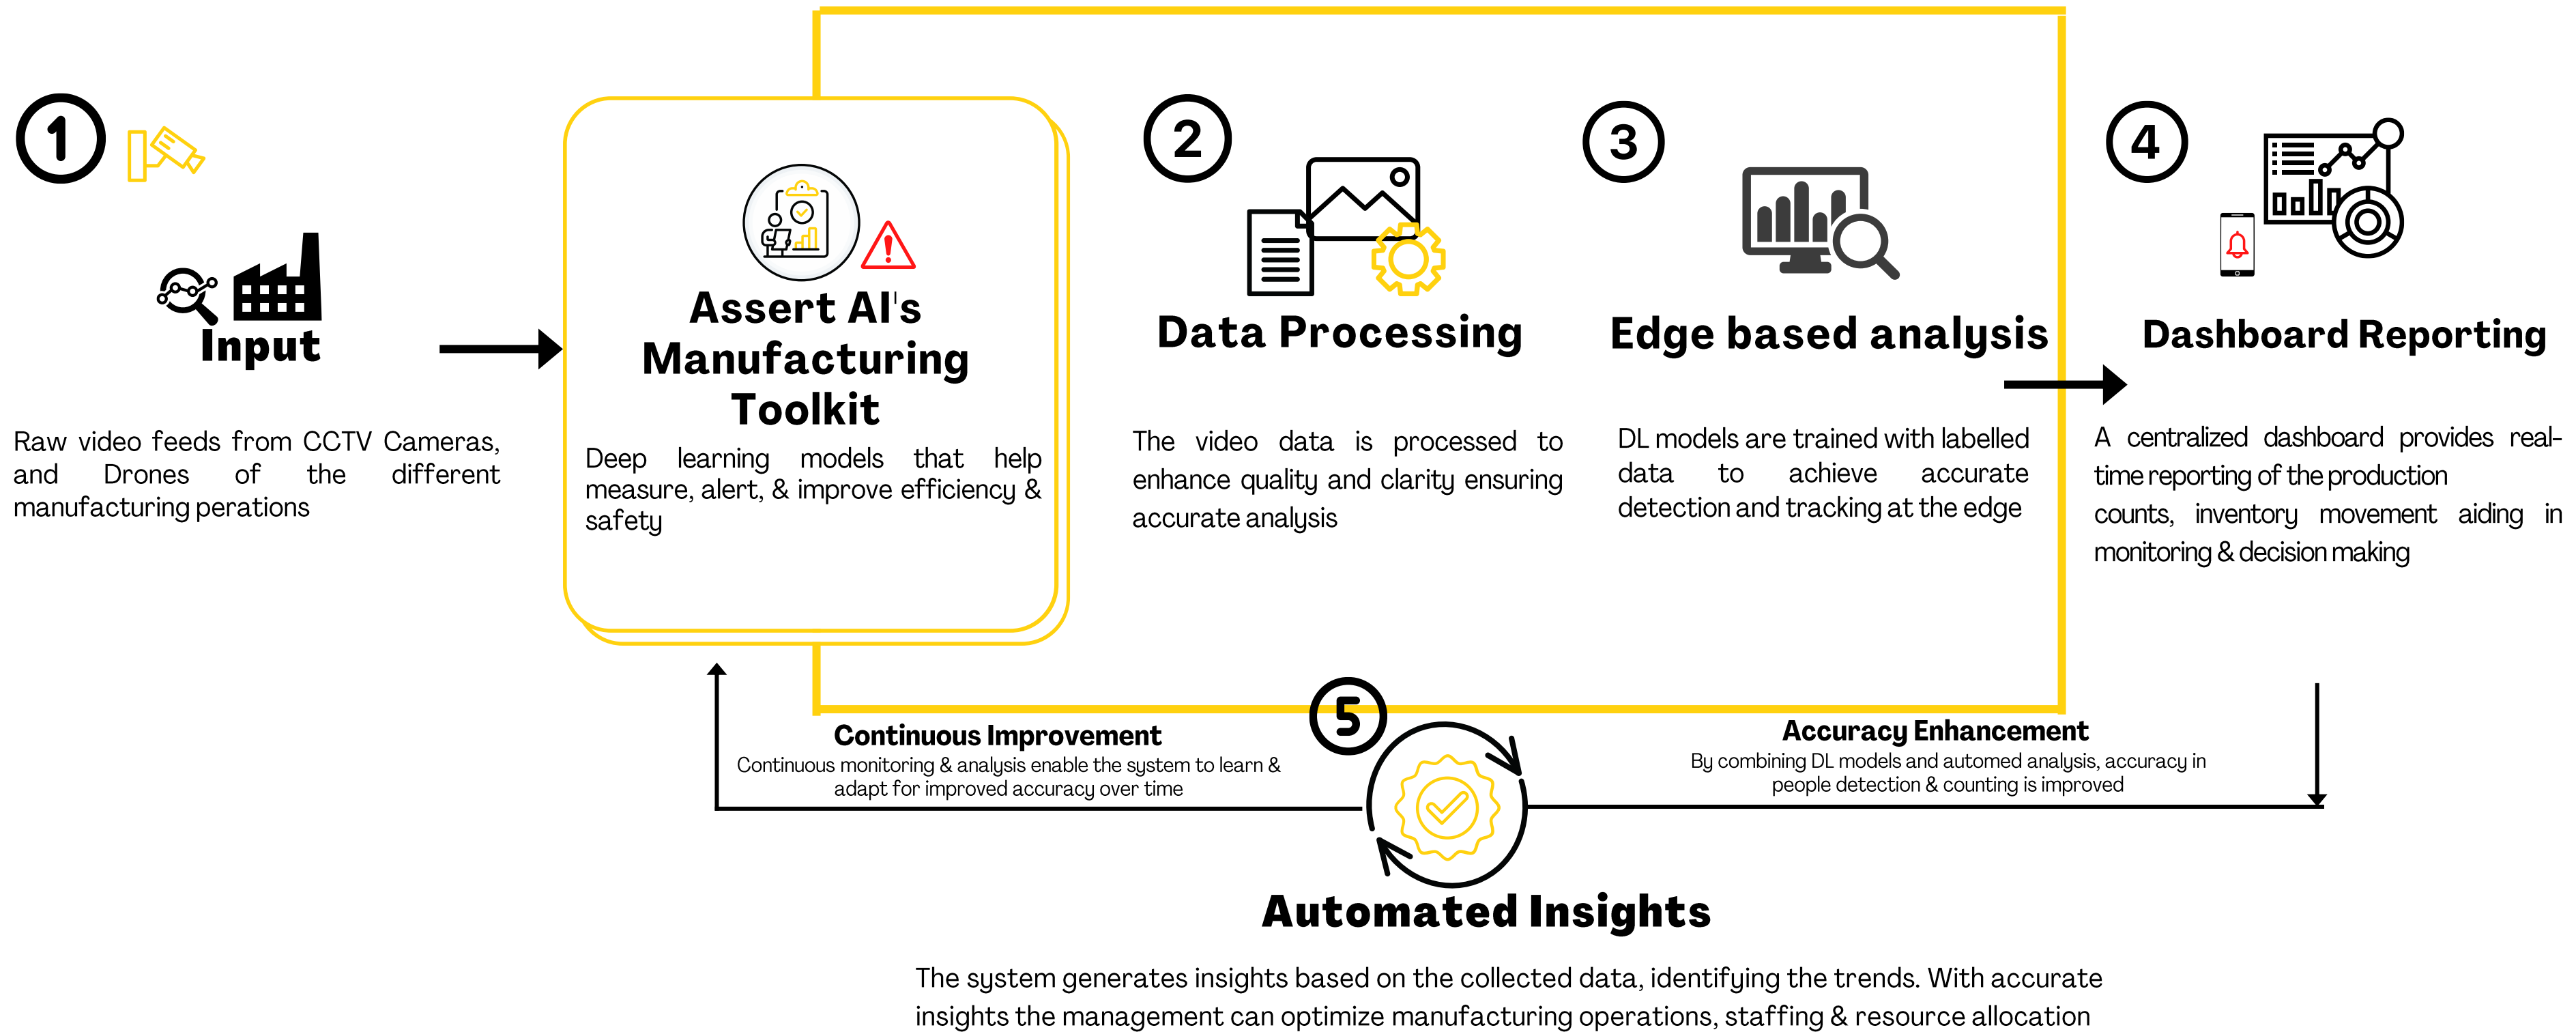 1
Input
Raw video feeds from CCTV Cameras,
and Drones of the different
manufacturing perations
Assert AI's
Manufacturing
Toolkit
Deep learning models that help
measure, alert, & improve efficiency &
safety
2
Data Processing
The video data is processed to
enhance quality and clarity ensuring
accurate analysis
3
Edge based analysis
DL models are trained with labelled
data to achieve accurate
detection and tracking at the edge
4
Dashboard Reporting
A centralized dashboard provides real-
time reporting of the production
counts, inventory movement aiding in
monitoring & decision making
5
Continuous Improvement
Continuous monitoring & analysis enable the system to learn &
adapt for improved accuracy over time
Accuracy Enhancement
By combining DL models and automed analysis, accuracy in
people detection & counting is improved
Automated Insights
The system generates insights based on the collected data, identifying the trends. With accurate
insights the management can optimize manufacturing operations, staffing & resource allocation